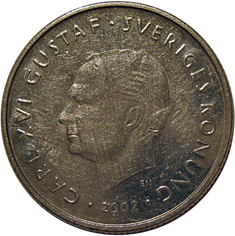 CARL XVI GUSTAF · SVERIGES KONUNG
· 2002 ·